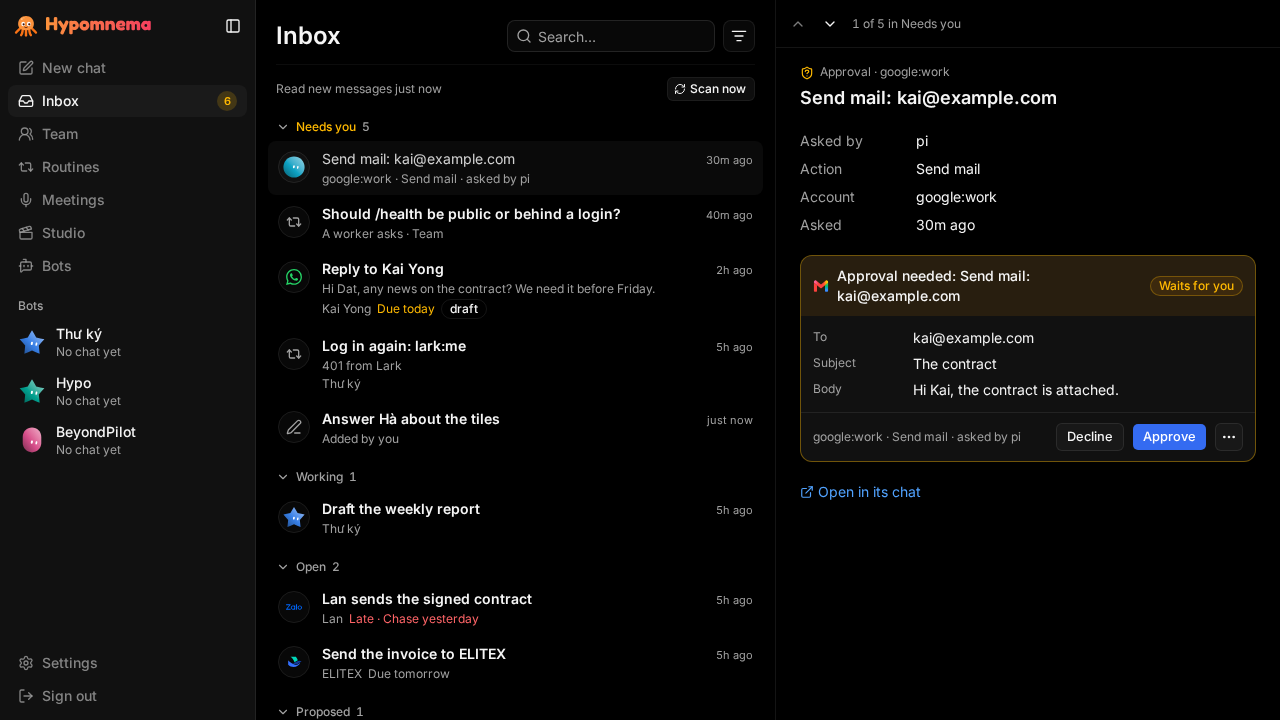 Hypomnema
New chat
Inbox
6
Team
Routines
Meetings
Studio
Bots
Bots
Thư ký
No chat yet
Hypo
No chat yet
BeyondPilot
No chat yet
Settings
Sign out
Inbox
Search...
Read new messages just now
Scan now
Needs you 5
Send mail: kai@example.com
30m ago
google:work · Send mail · asked by pi
Should /health be public or behind a login?
40m ago
A worker asks · Team
Reply to Kai Yong
2h ago
Hi Dat, any news on the contract? We need it before Friday.
Kai Yong Due today draft
Log in again: lark:me
5h ago
401 from Lark
Thư ký
Answer Hà about the tiles
just now
Added by you
Working 1
Draft the weekly report
5h ago
Thư ký
Open 2
Zalo
Lan sends the signed contract
5h ago
Lan Late · Chase yesterday
Send the invoice to ELITEX
5h ago
ELITEX Due tomorrow
Proposed 1
1 of 5 in Needs you
Approval · google:work
Send mail: kai@example.com
Asked by pi
Action Send mail
Account google:work
Asked 30m ago
Approval needed: Send mail:
kai@example.com
Waits for you
To kai@example.com
Subject The contract
Body Hi Kai, the contract is attached.
google:work · Send mail · asked by pi
Decline
Approve
Open in its chat